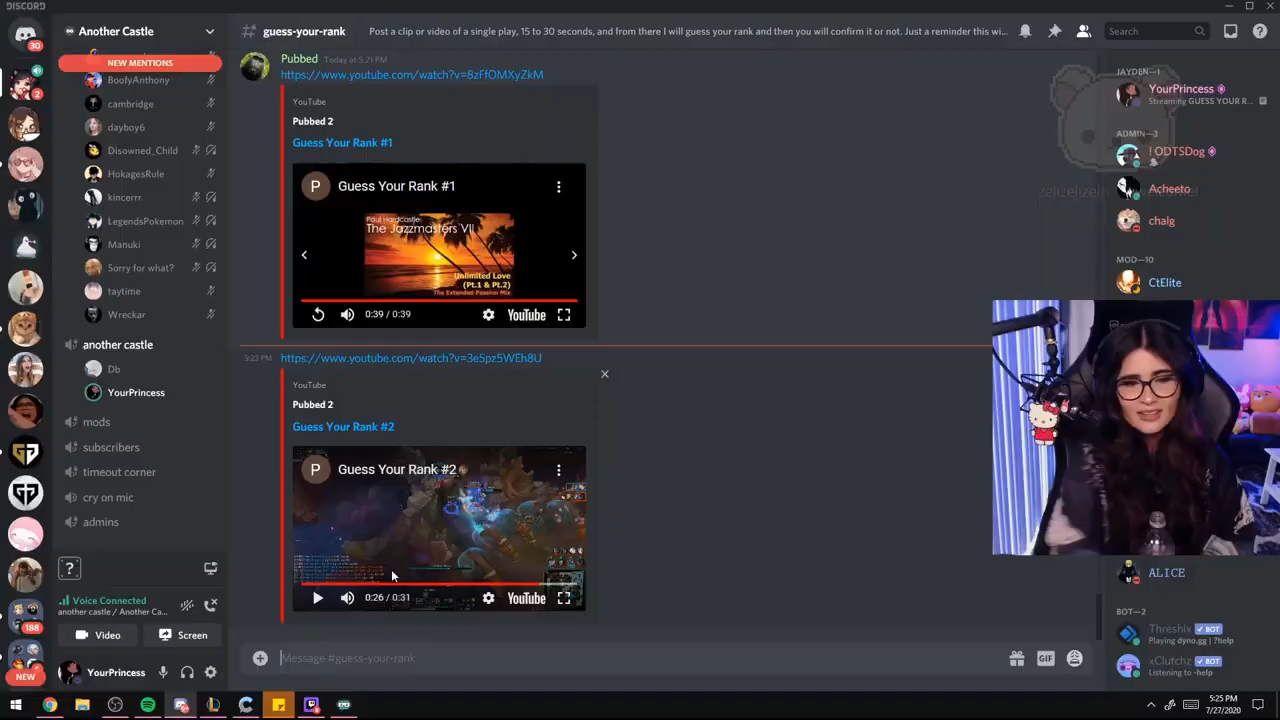 DISCORD
30
Another Castle
guess-your-rank
Post a clip or video of a single play, 15 to 30 seconds, and from there I will guess your rank and then you will confirm it or not. Just a reminder this wi...
Search
NEW MENTIONS
2
BoofyAnthony
cambridge
dayboy6
Disowned_Child
HokagesRule
kincerrr
LegendsPokemon
Manuki
Sorry for what?
taytime
Wreckar
another castle
Db
YourPrincess
mods
subscribers
timeout corner
cry on mic
admins
Voice Connected
another castle / Another Ca...
188
Video
Screen
NEW
YourPrincess
Pubbed Today at 5:21 PM
https://www.youtube.com/watch?v=8zFfOMXyZkM
YouTube
Pubbed 2
Guess Your Rank #1
P Guess Your Rank #1
Paul Hardcastle
The Jazzmasters VII
Unlimited Love
(Pt.1 & Pt.2)
The Extended Passion Mix
0:39 / 0:39
YouTube
5:23 PM https://www.youtube.com/watch?v=3e5pz5WEh8U
YouTube
Pubbed 2
Guess Your Rank #2
P Guess Your Rank #2
0:26 / 0:31
YouTube
Message #guess-your-rank
GIF
JAYDEN—1
YourPrincess
Streaming GUESS YOUR R...
ADMIN—3
! ODTSDog
Acheeto
chalg
MOD—10
CtElite
ALICE
BOT—2
Threshiv BOT
Playing dyno.gg | ?help
xClutchz BOT
Listening to -help
5:25 PM
7/27/2020